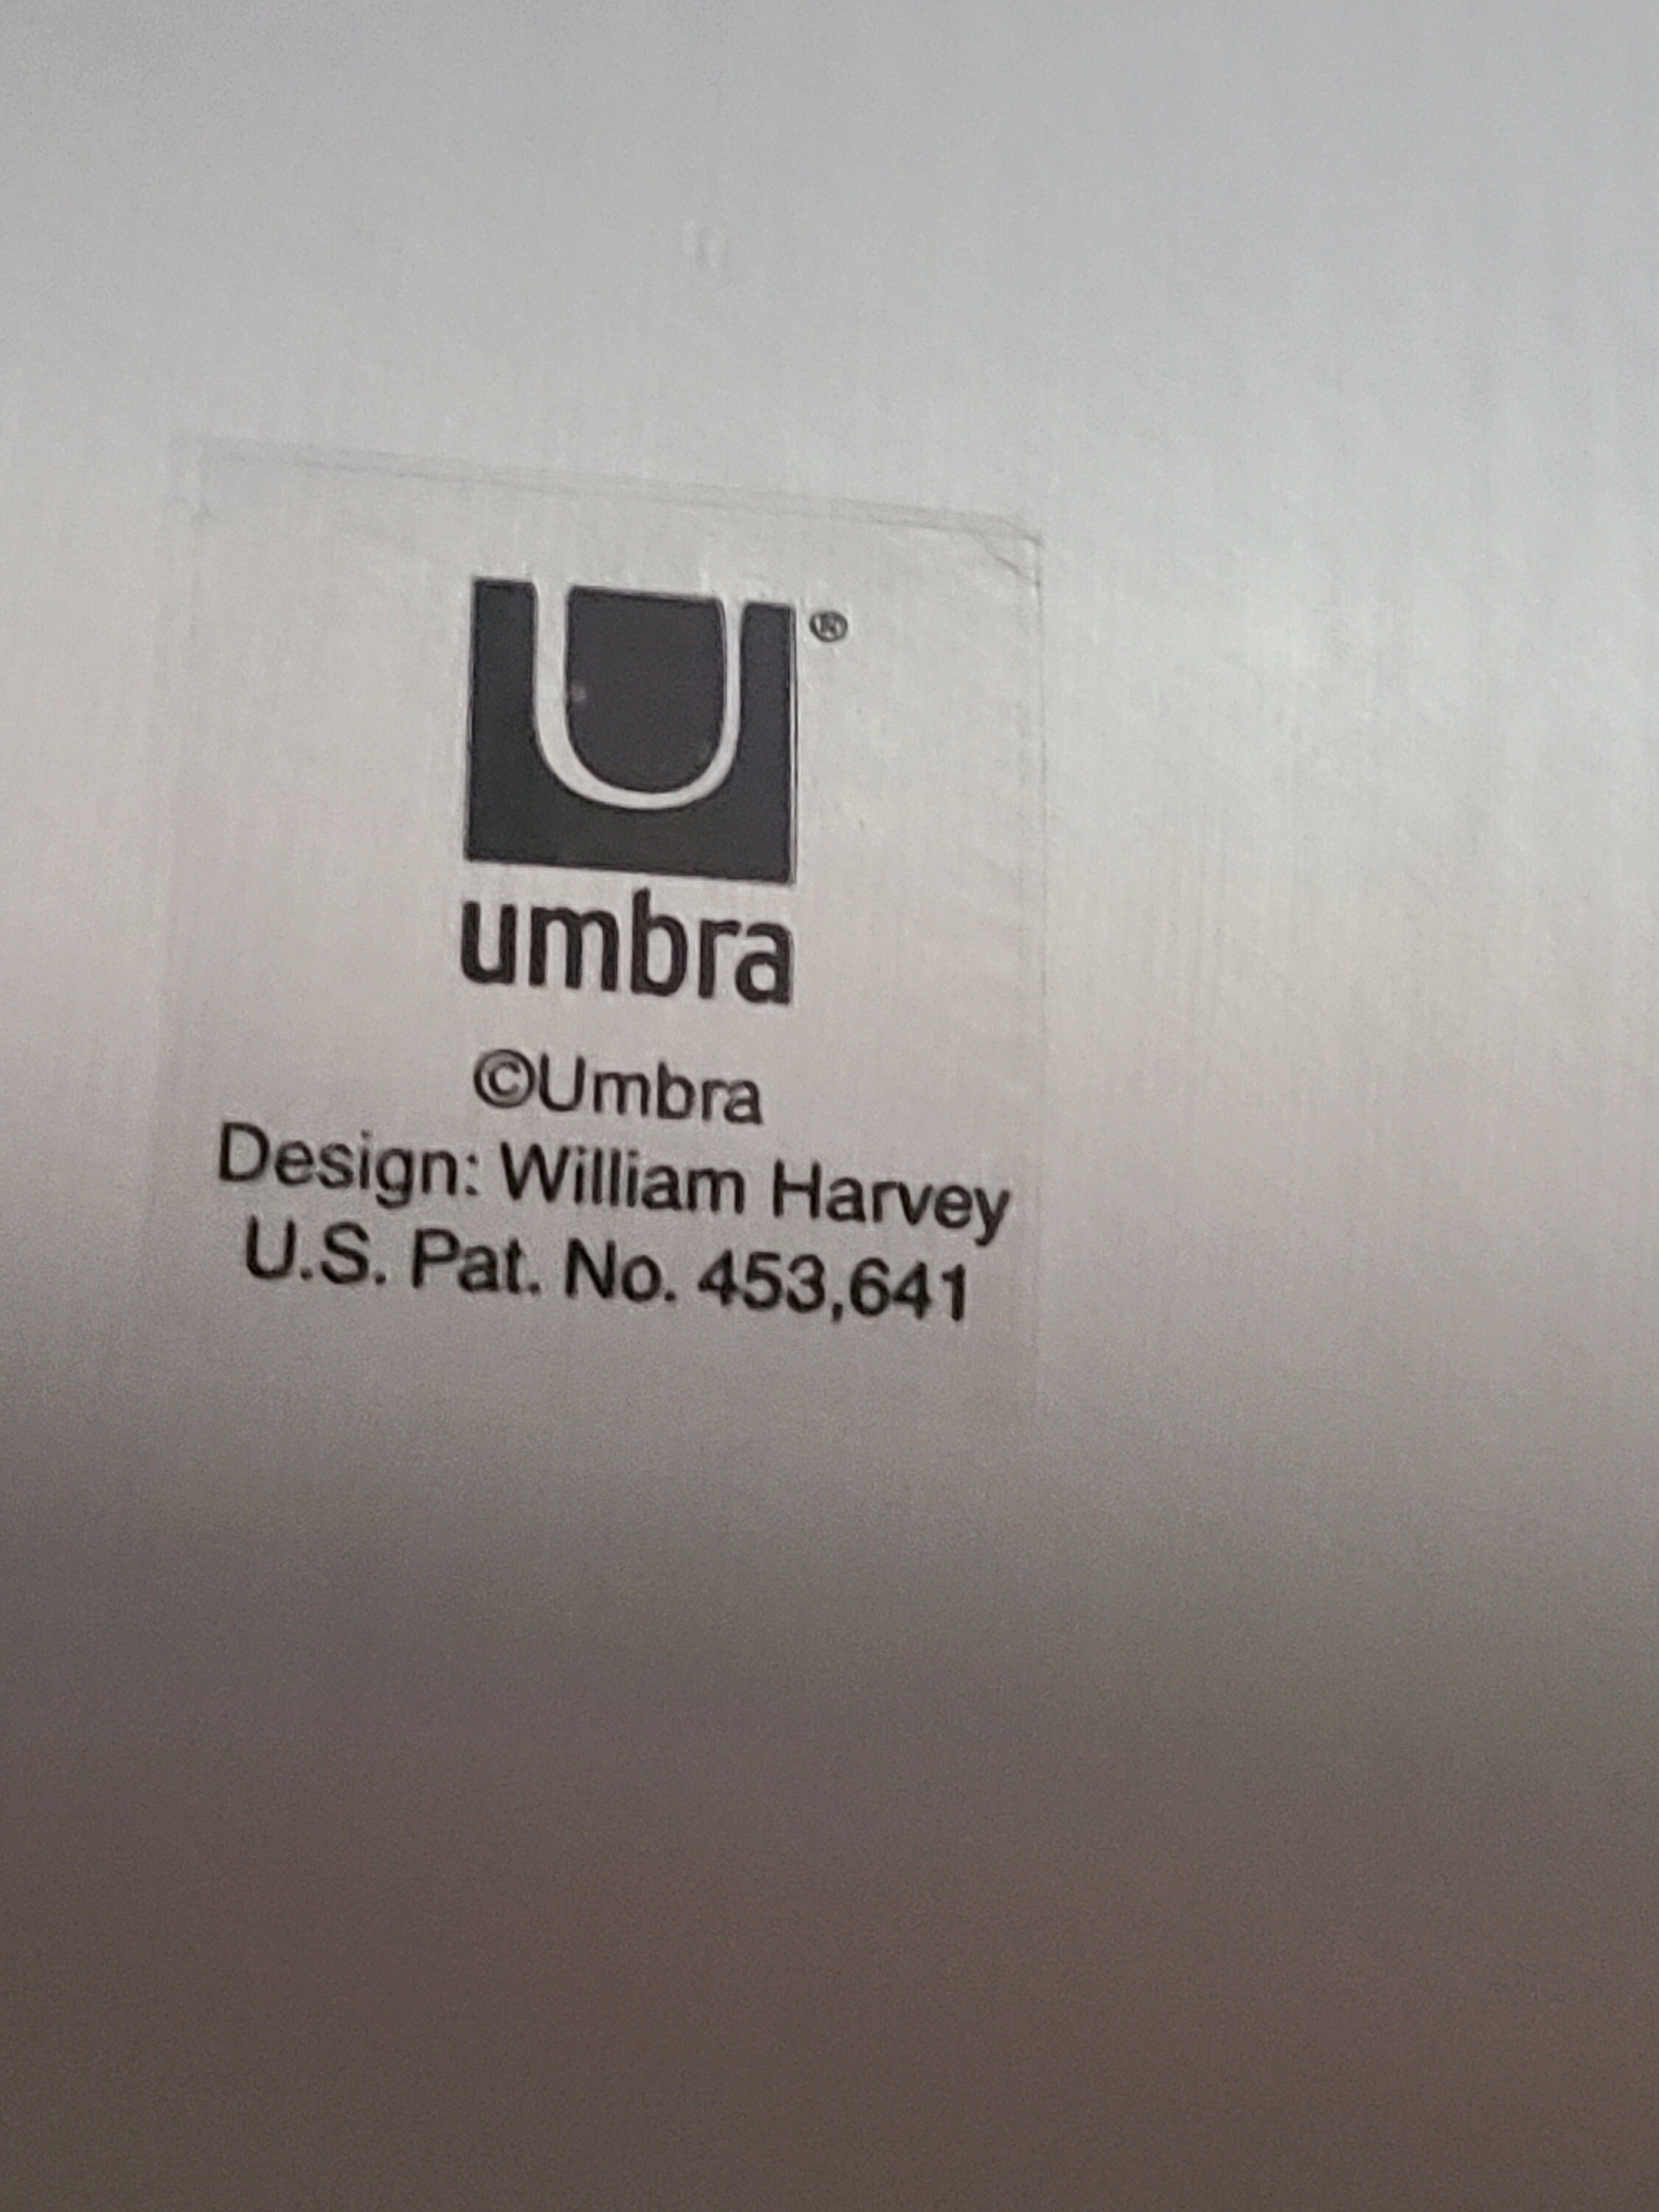 U®
umbra
©Umbra
Design: William Harvey
U.S. Pat. No. 453,641